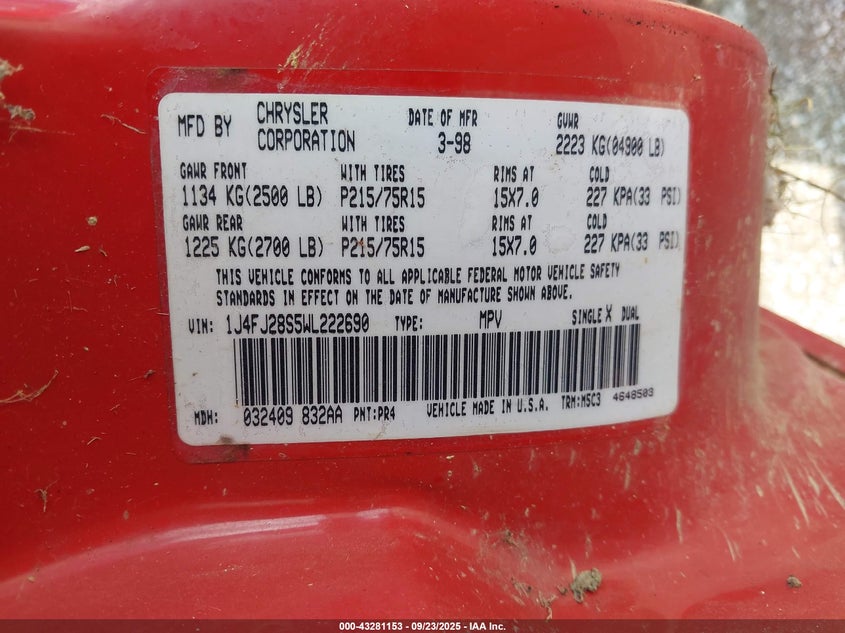 MFD BY CHRYSLER CORPORATION DATE OF MFR 3-98 GVWR 2223 KG(04900 LB)
GAWR FRONT WITH TIRES RIMS AT COLD
1134 KG(2500 LB) P215/75R15 15X7.0 227 KPA(33 PSI)
GAWR REAR WITH TIRES RIMS AT COLD
1225 KG(2700 LB) P215/75R15 15X7.0 227 KPA(33 PSI)
THIS VEHICLE CONFORMS TO ALL APPLICABLE FEDERAL MOTOR VEHICLE SAFETY
STANDARDS IN EFFECT ON THE DATE OF MANUFACTURE SHOWN ABOVE.
VIN: 1J4FJ28S5WL222690 TYPE: MPV SINGLE X DUAL
MDH: 032409 832AA PNT:PR4 VEHICLE MADE IN U.S.A. TRM:M5C3 4648503
000-43281153 - 09/23/2025 - IAA Inc.